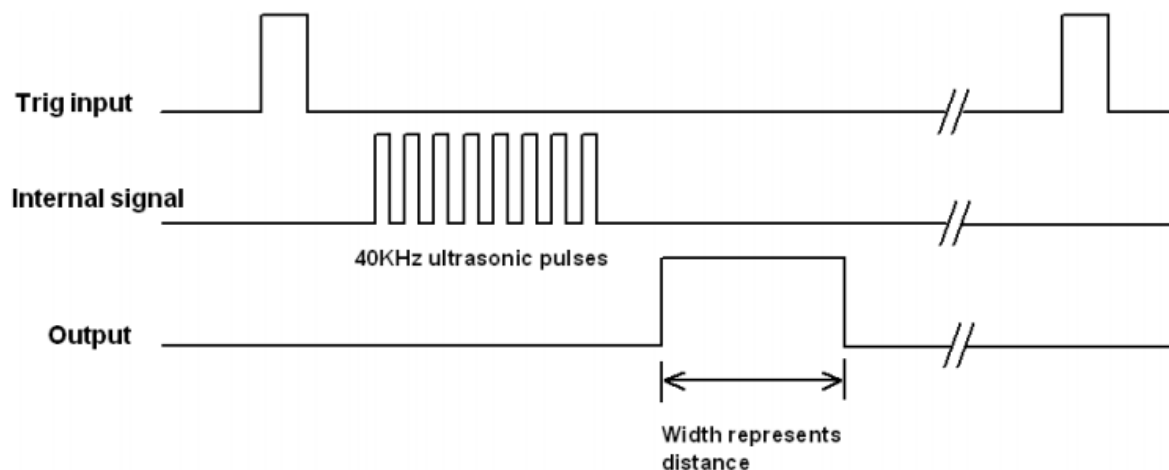 Trig input
Internal signal
40KHz ultrasonic pulses
Output
Width represents
distance